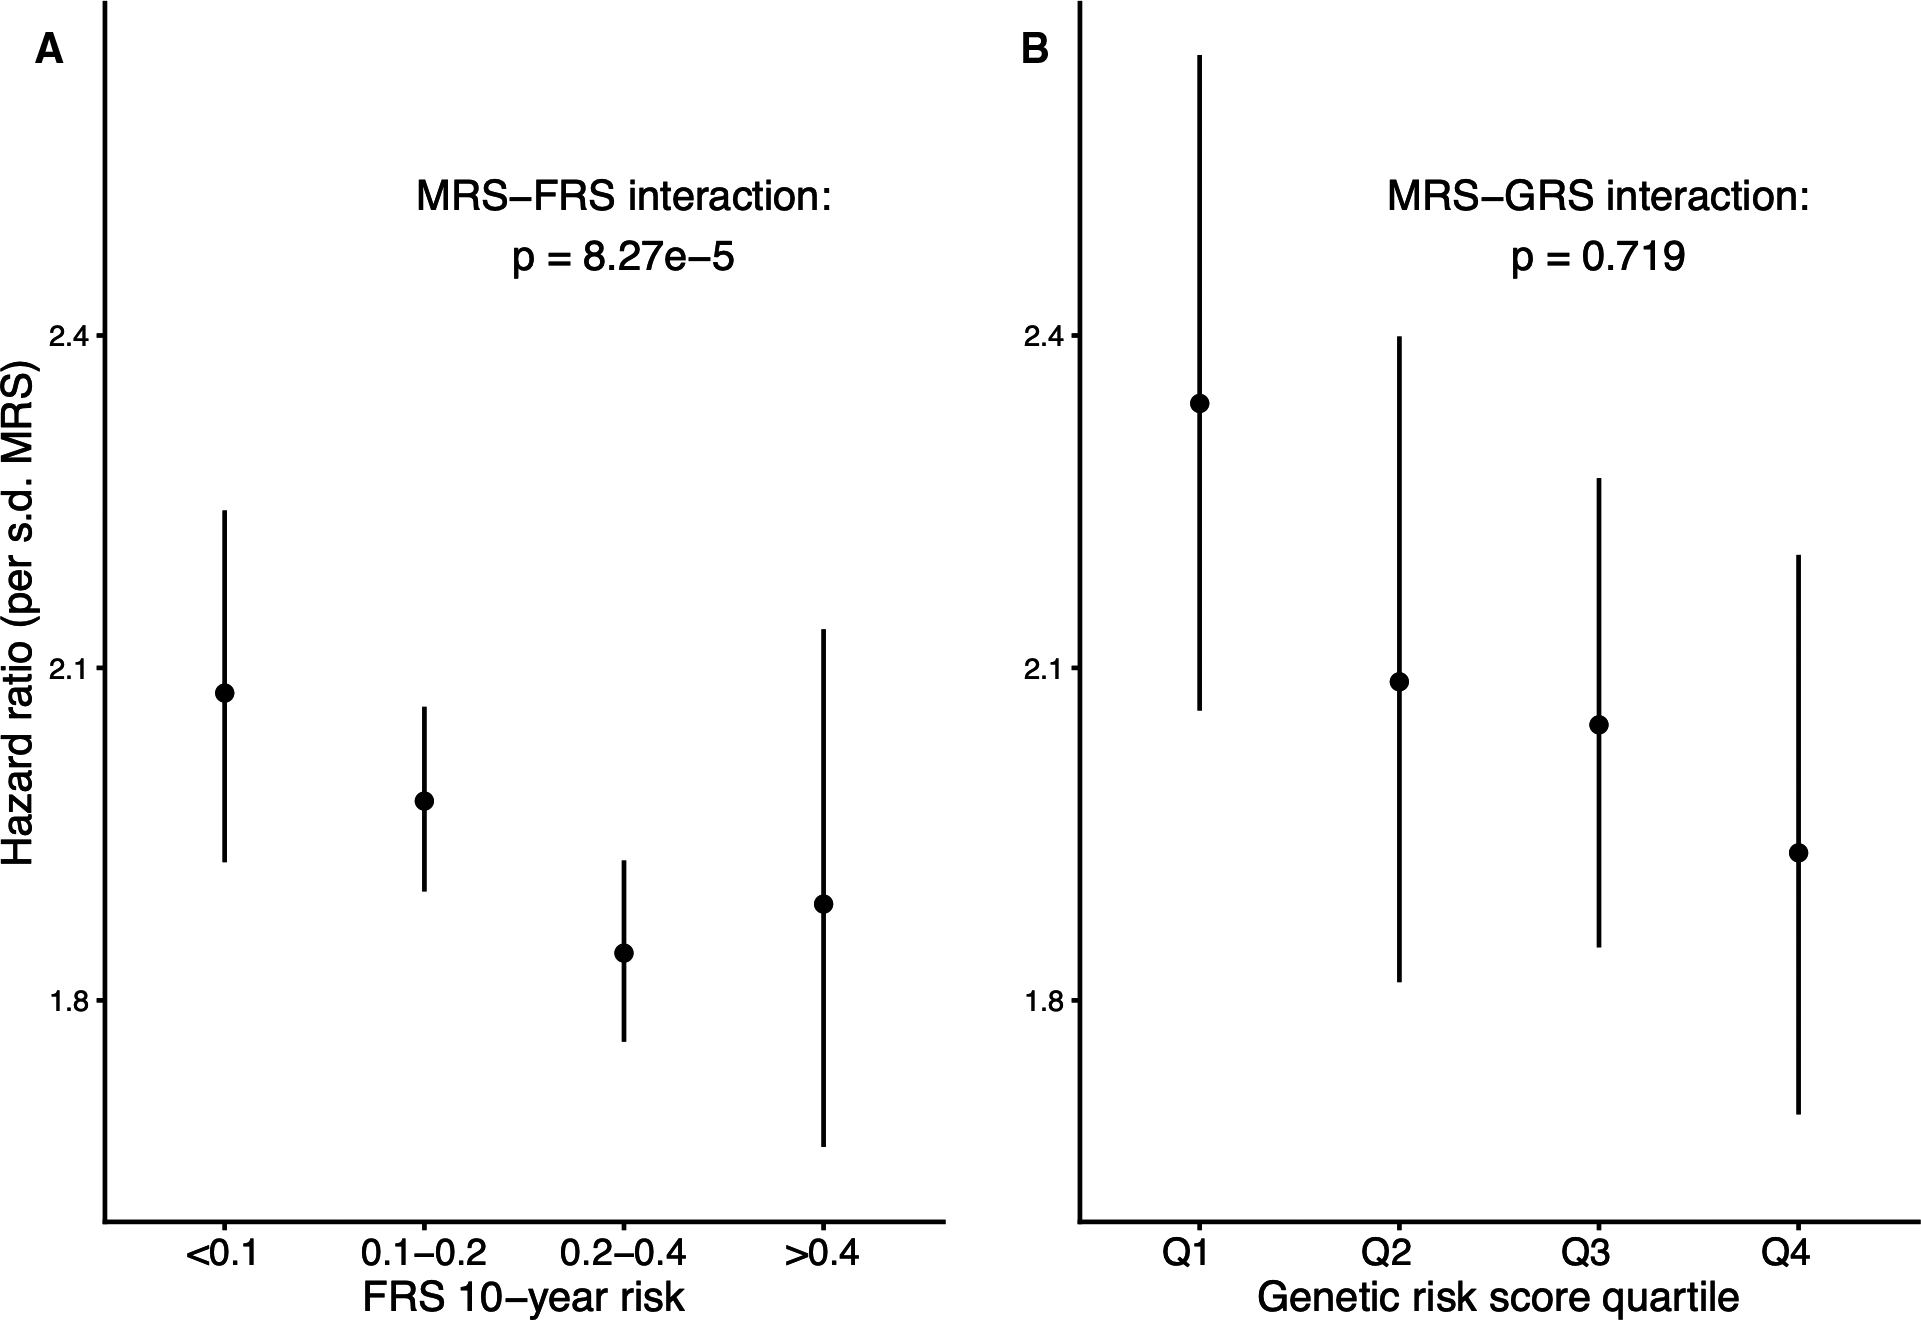 A
MRS−FRS interaction:
p = 8.27e−5
Hazard ratio (per s.d. MRS)
2.4
2.1
1.8
<0.1 0.1−0.2 0.2−0.4 >0.4
FRS 10−year risk
B
MRS−GRS interaction:
p = 0.719
2.4
2.1
1.8
Q1 Q2 Q3 Q4
Genetic risk score quartile